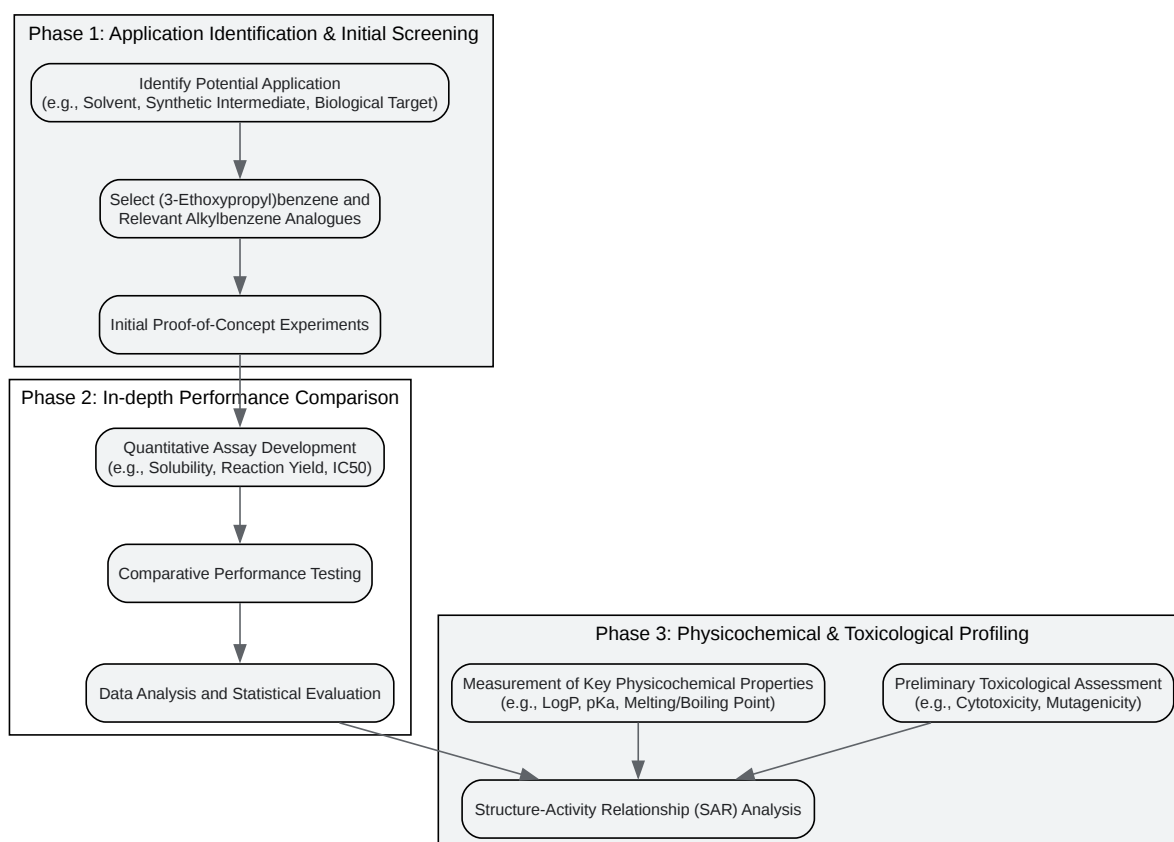 Phase 1: Application Identification & Initial Screening
Identify Potential Application
(e.g., Solvent, Synthetic Intermediate, Biological Target)
Select (3-Ethoxypropyl)benzene and
Relevant Alkylbenzene Analogues
Initial Proof-of-Concept Experiments
Phase 2: In-depth Performance Comparison
Quantitative Assay Development
(e.g., Solubility, Reaction Yield, IC50)
Comparative Performance Testing
Data Analysis and Statistical Evaluation
Phase 3: Physicochemical & Toxicological Profiling
Measurement of Key Physicochemical Properties
(e.g., LogP, pKa, Melting/Boiling Point)
Preliminary Toxicological Assessment
(e.g., Cytotoxicity, Mutagenicity)
Structure-Activity Relationship (SAR) Analysis